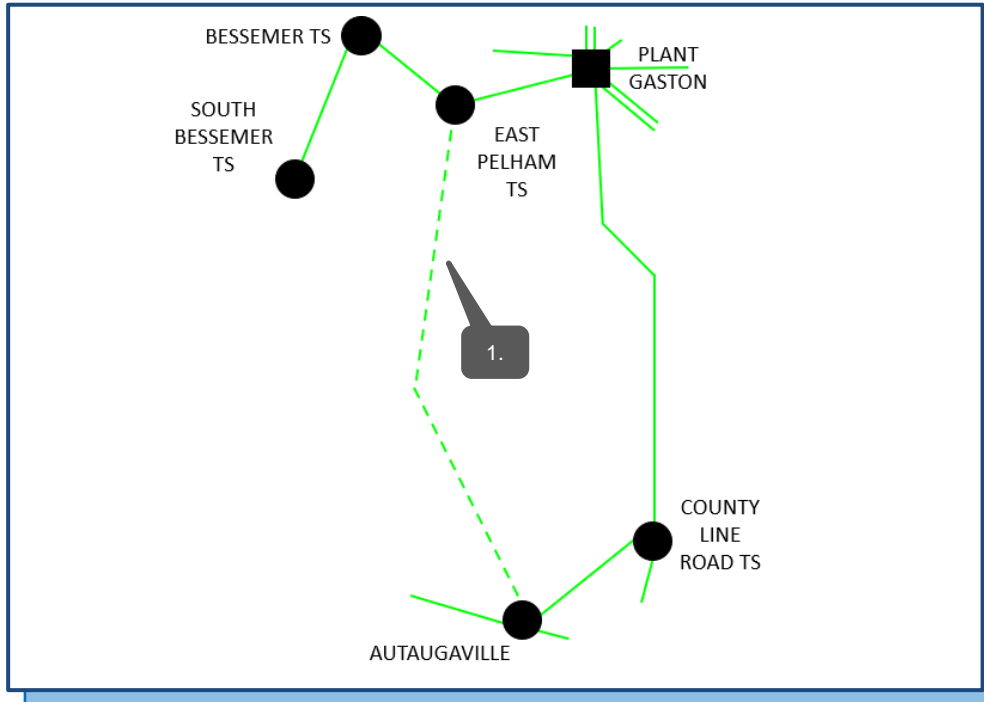 BESSEMER TS
PLANT
GASTON
SOUTH
BESSEMER
TS
EAST
PELHAM
TS
1.
COUNTY
LINE
ROAD TS
AUTAUGAVILLE